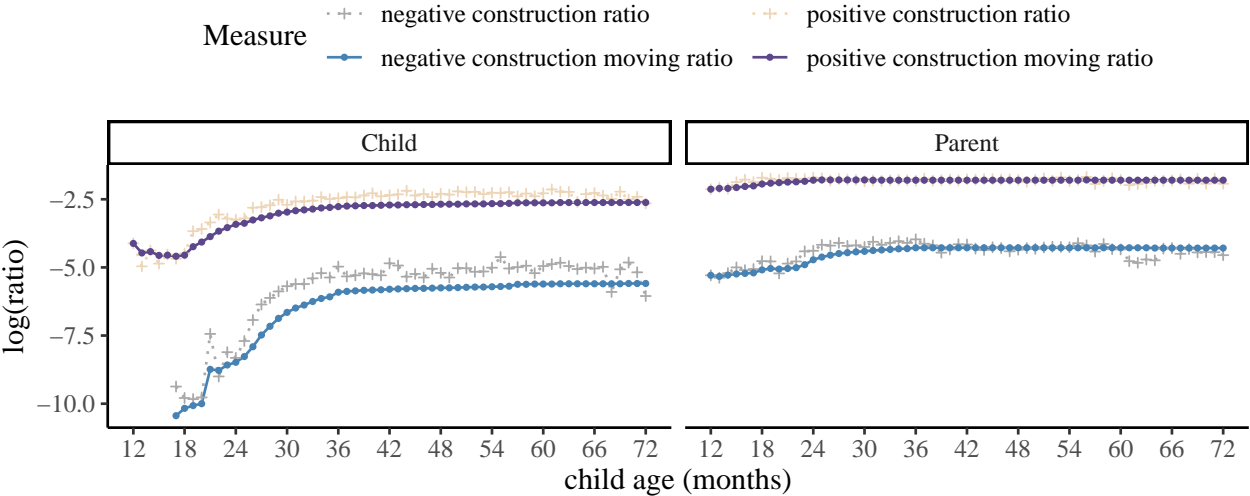 Measure
negative construction ratio
positive construction ratio
negative construction moving ratio
positive construction moving ratio
Child
Parent
log(ratio)
−2.5
−5.0
−7.5
−10.0
12 18 24 30 36 42 48 54 60 66 72
12 18 24 30 36 42 48 54 60 66 72
child age (months)